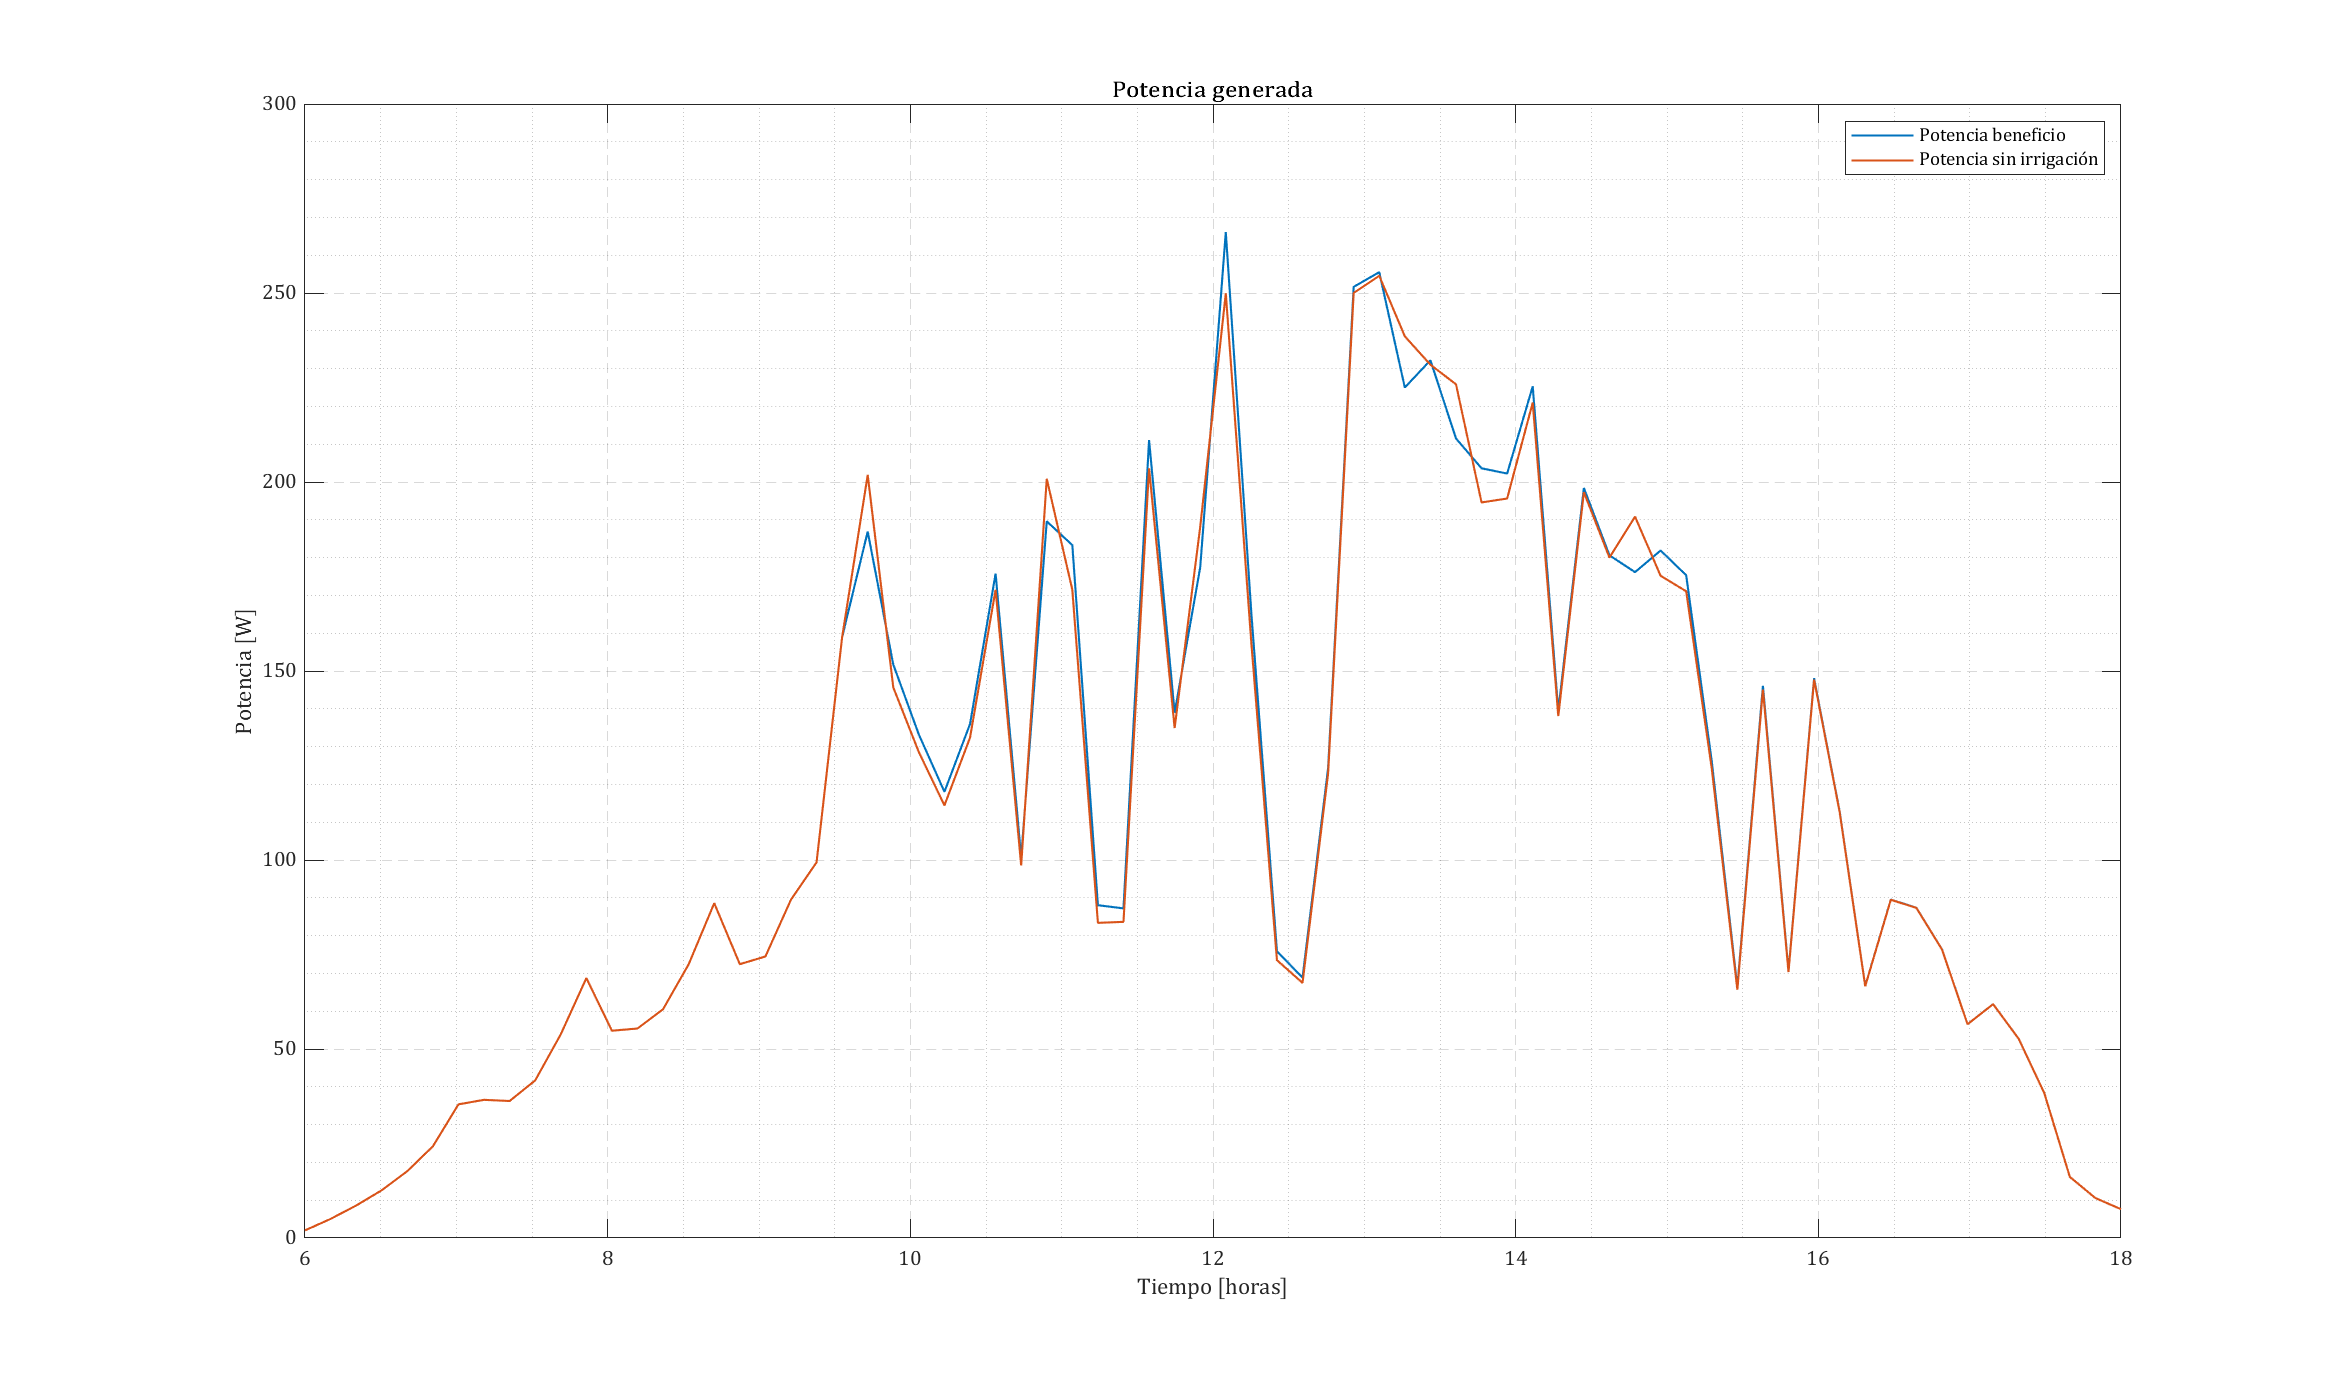 Potencia generada
300
250
200
150
100
50
0
Potencia [W]
Potencia beneficio
Potencia sin irrigación
6 8 10 12 14 16 18
Tiempo [horas]